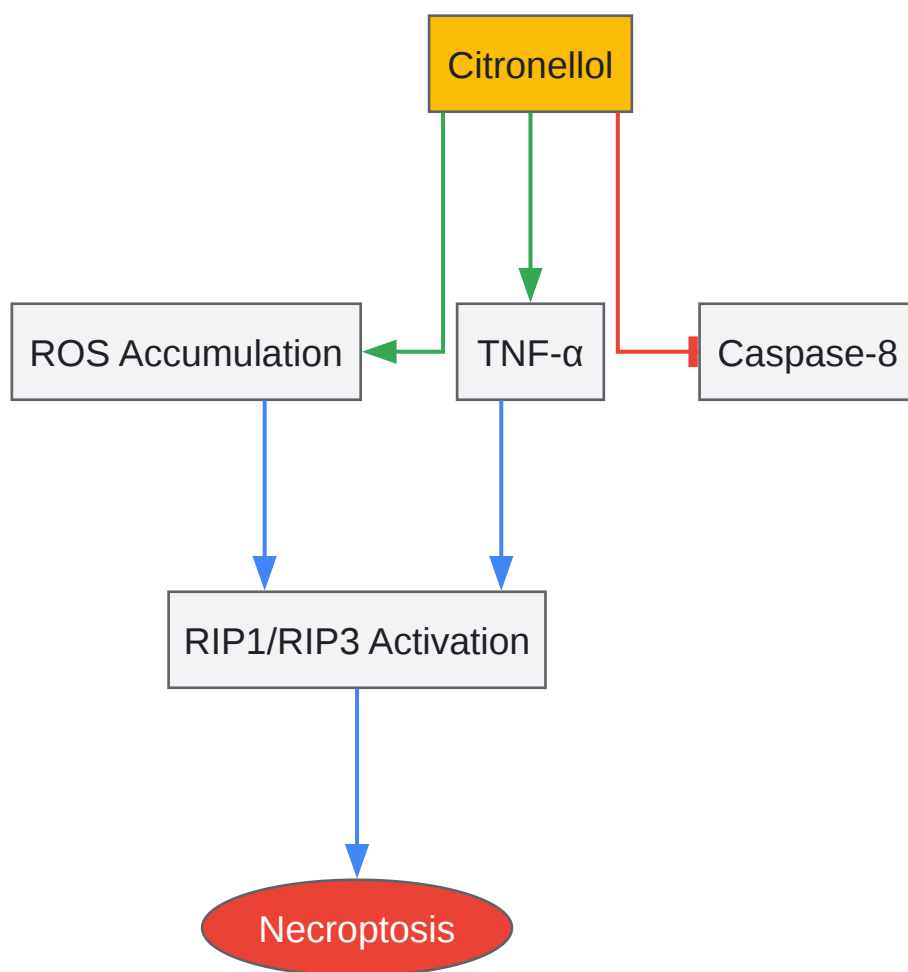 Citronellol
ROS Accumulation
TNF-α
Caspase-8
RIP1/RIP3 Activation
Necroptosis